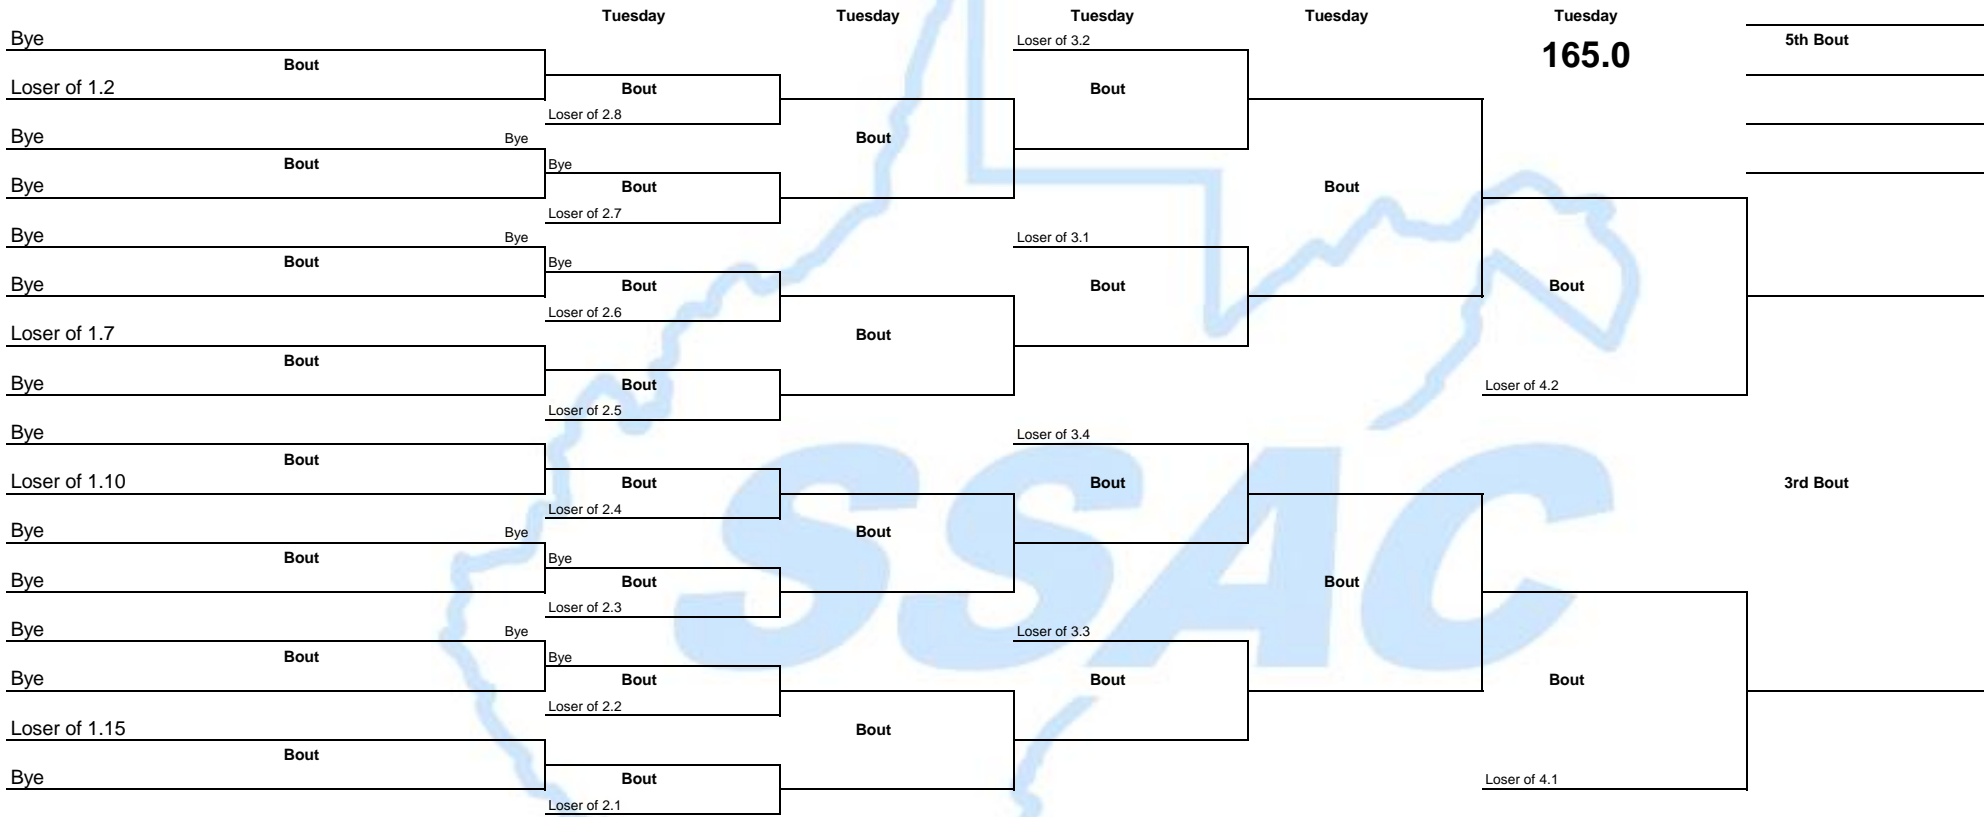 Tuesday Tuesday Tuesday Tuesday Tuesday
Bye Loser of 3.2 165.0 5th Bout
Bout
Loser of 1.2 Bout Bout
Loser of 2.8
Bye Bye Bout
Bout Bye
Bye Bout Bout
Loser of 2.7
Bye Bye Loser of 3.1
Bout Bye
Bye Bout Bout Bout
Loser of 2.6
Loser of 1.7 Bout
Bout
Bye Bout Loser of 4.2
Loser of 2.5
Bye Loser of 3.4
Bout
Loser of 1.10 Bout Bout 3rd Bout
Loser of 2.4
Bye Bye Bout
Bout Bye
Bye Bout Bout
Loser of 2.3
Bye Bye Loser of 3.3
Bout Bye
Bye Bout Bout Bout
Loser of 2.2
Loser of 1.15 Bout
Bout
Bye Bout Loser of 4.1
Loser of 2.1
SSAC